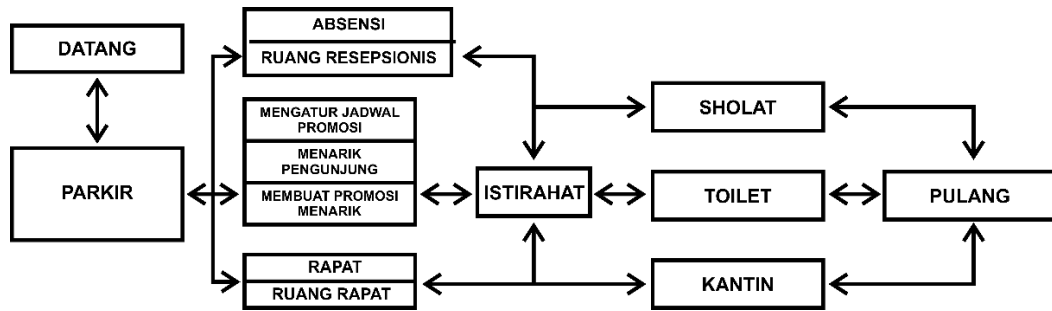 DATANG
PARKIR
ABSENSI
RUANG RESEPSIONIS
MENGATUR JADWAL
PROMOSI
MENARIK
PENGUNJUNG
MEMBUAT PROMOSI
MENARIK
RAPAT
RUANG RAPAT
ISTIRAHAT
SHOLAT
TOILET
KANTIN
PULANG